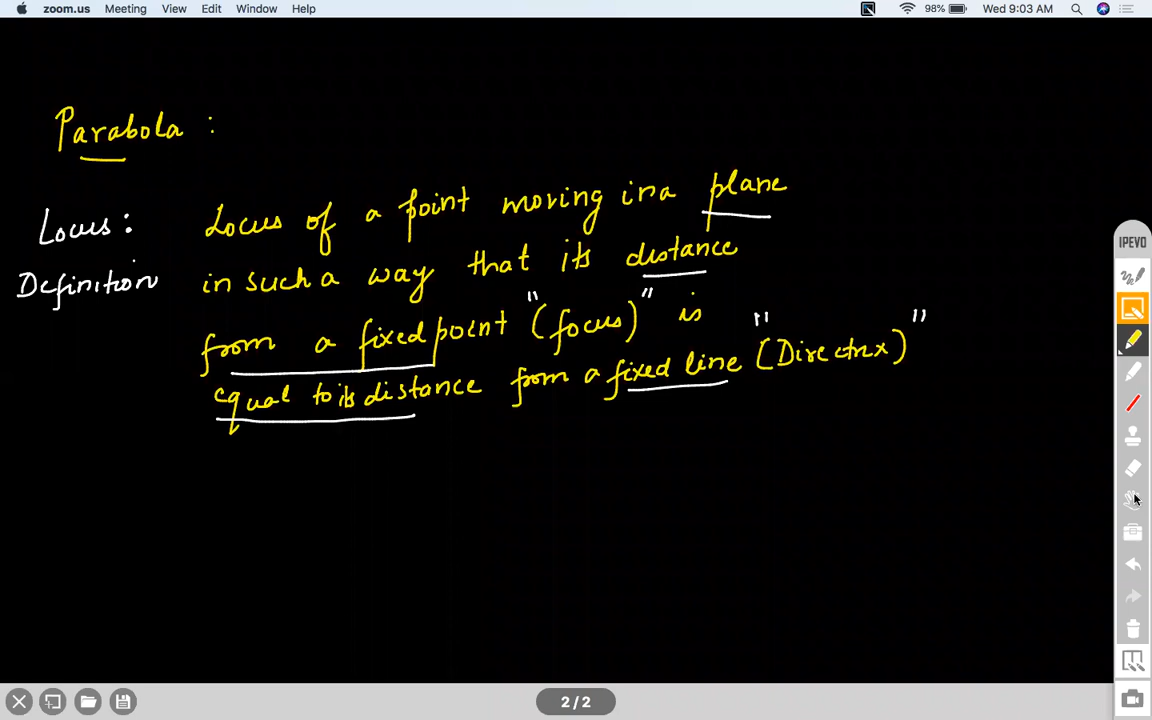 zoom.us Meeting View Edit Window Help 98% Wed 9:03 AM
Parabola :
Locus of a point moving in a plane
Locus :
in such a way that its distance
Definition
from a fixed point "(focus)" is
equal to its distance from a fixed line "(Directrix)"
IPEVO
2/2